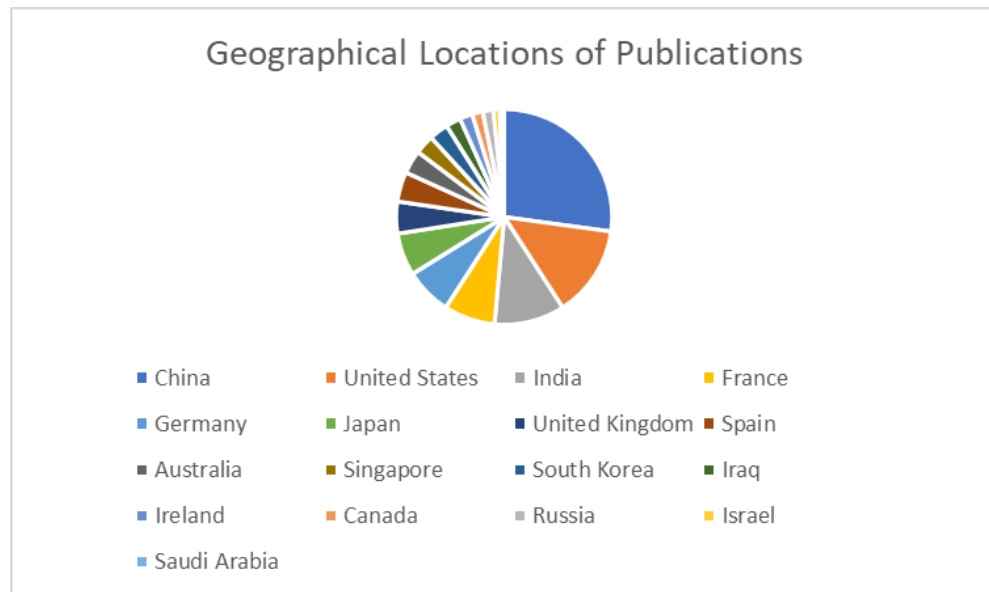 Geographical Locations of Publications
China United States India France
Germany Japan United Kingdom Spain
Australia Singapore South Korea Iraq
Ireland Canada Russia Israel
Saudi Arabia